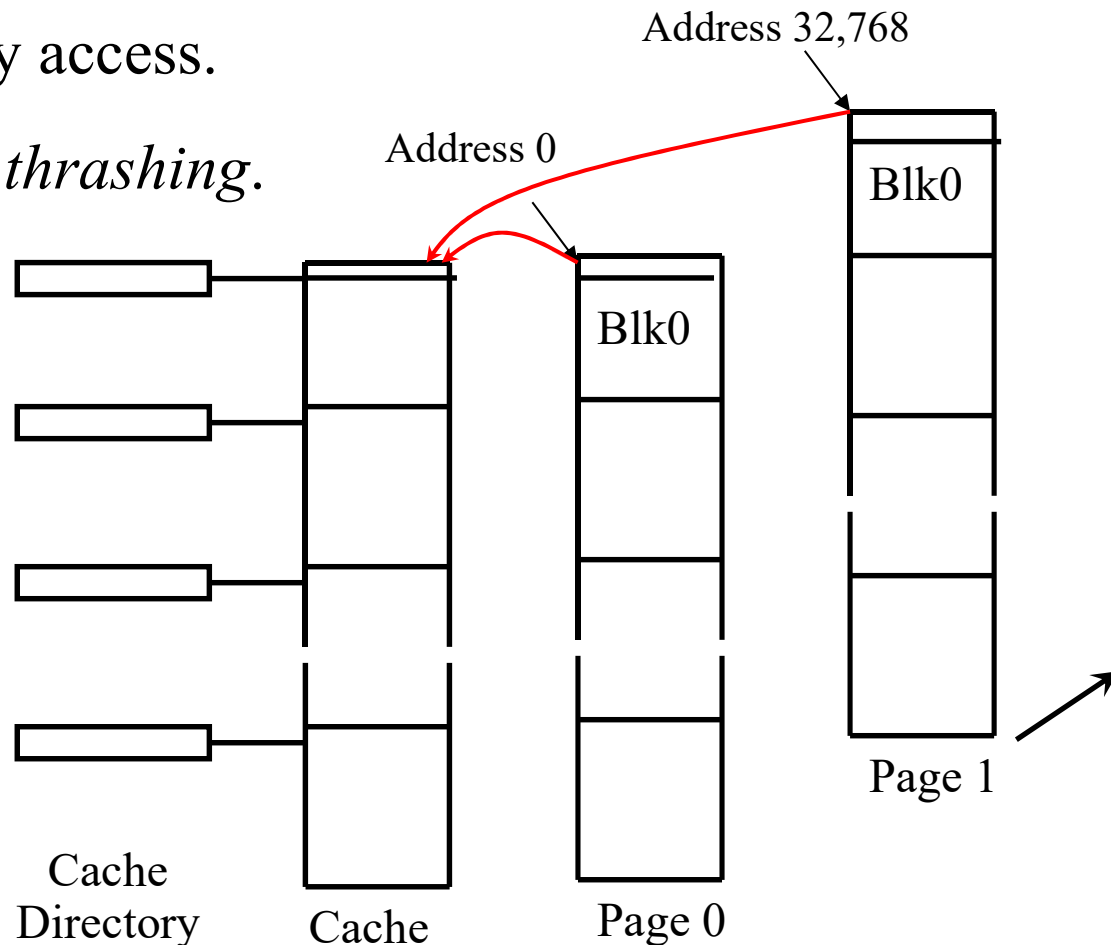 y access.
thrashing.
Address 32,768
Address 0
Blk0
Blk0
Page 1
Cache
Directory
Cache
Page 0